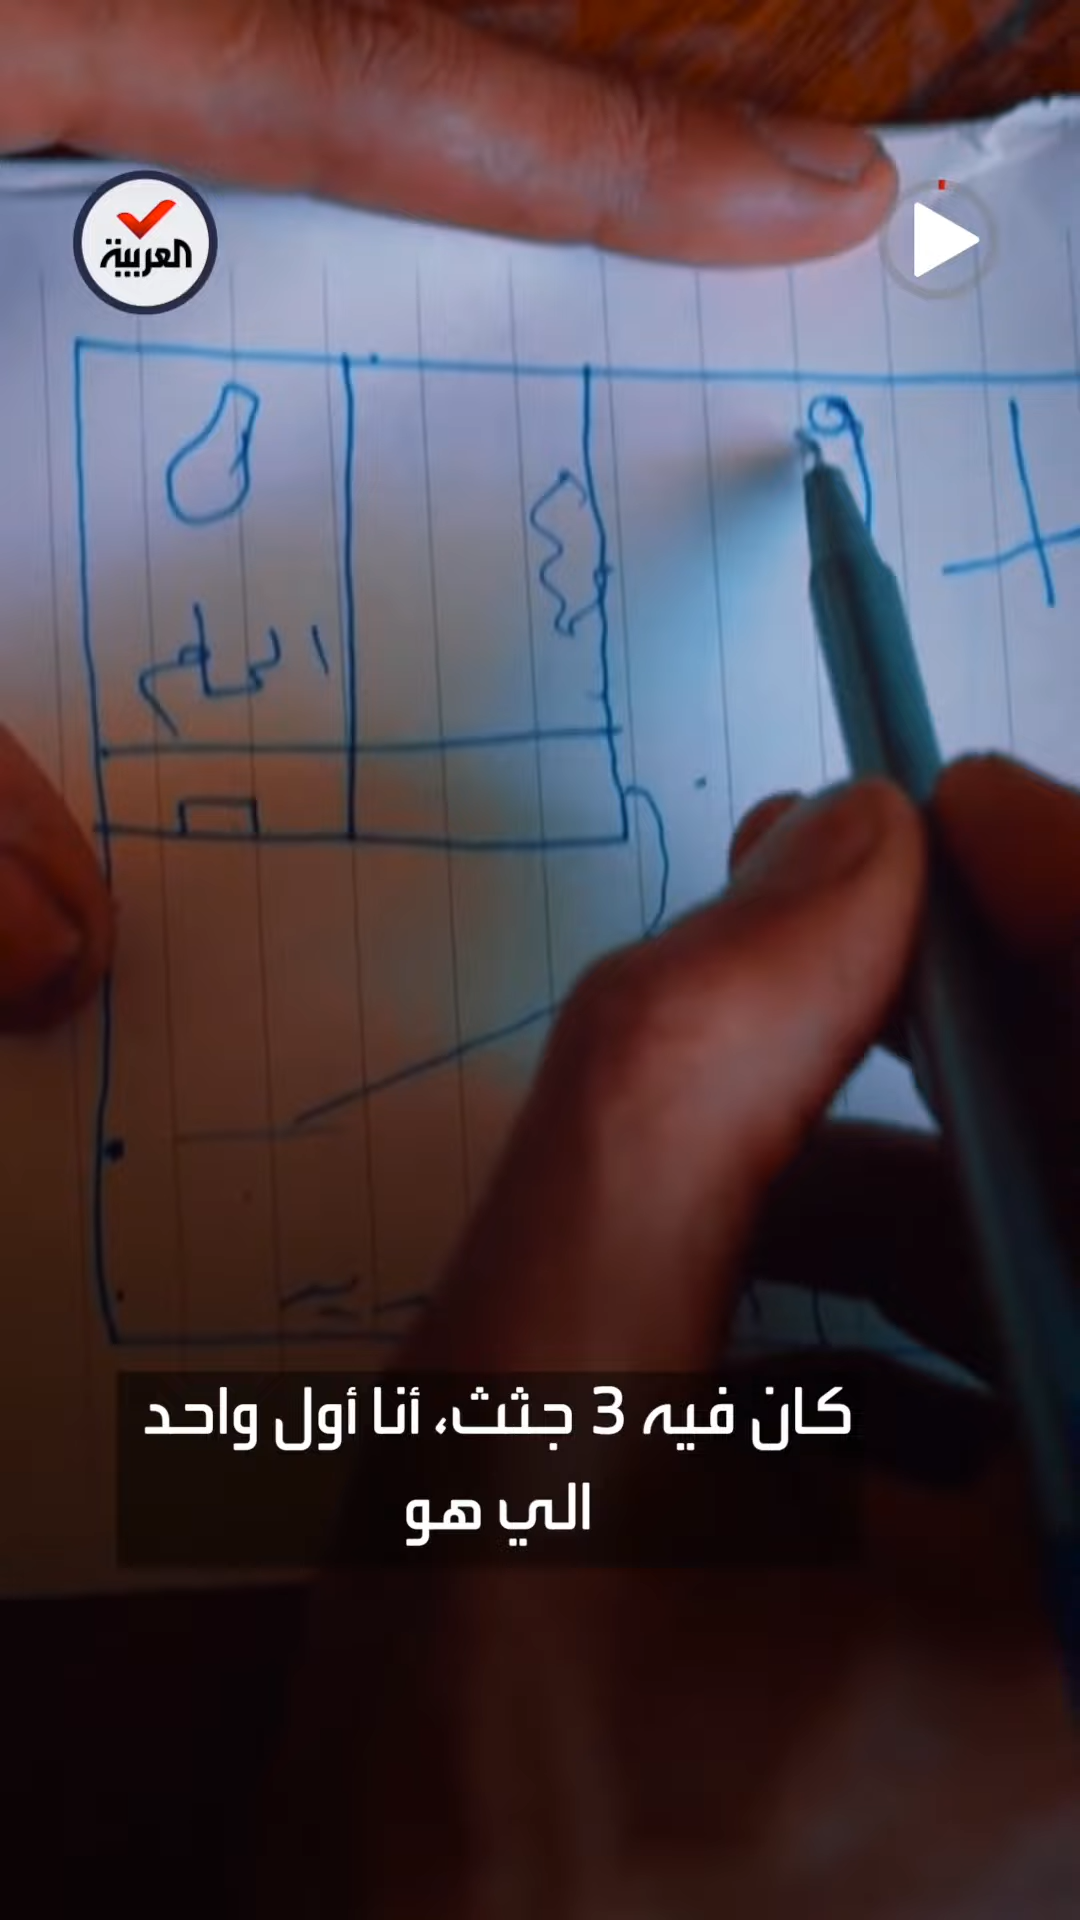 العربية
كان فيه 3 جثث، أنا أول واحد
الي هو